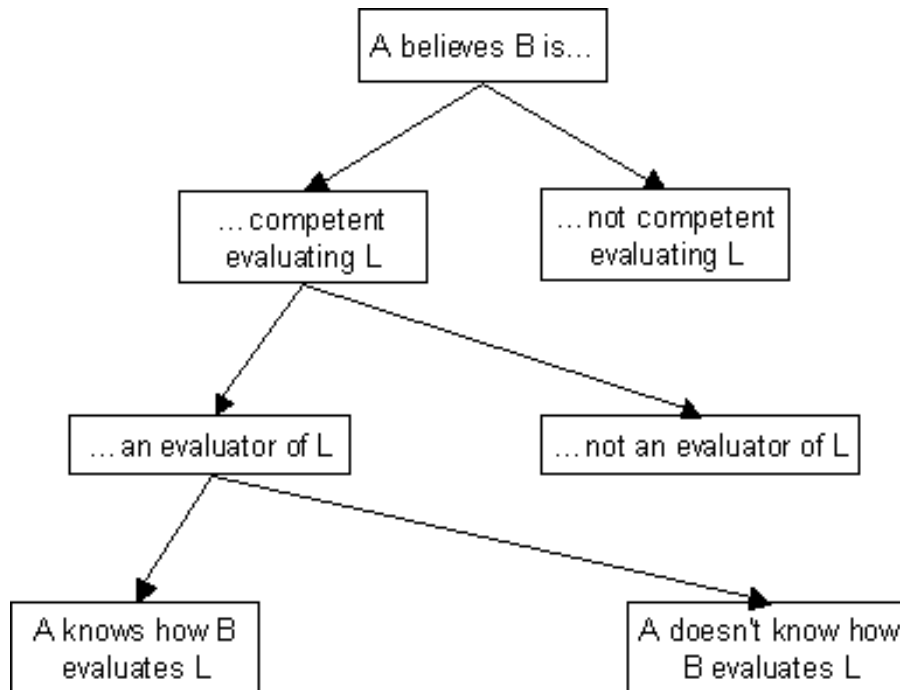 A believes B is...
...competent
evaluating L
...not competent
evaluating L
...an evaluator of L
...not an evaluator of L
A knows how B
evaluates L
A doesn't know how
B evaluates L